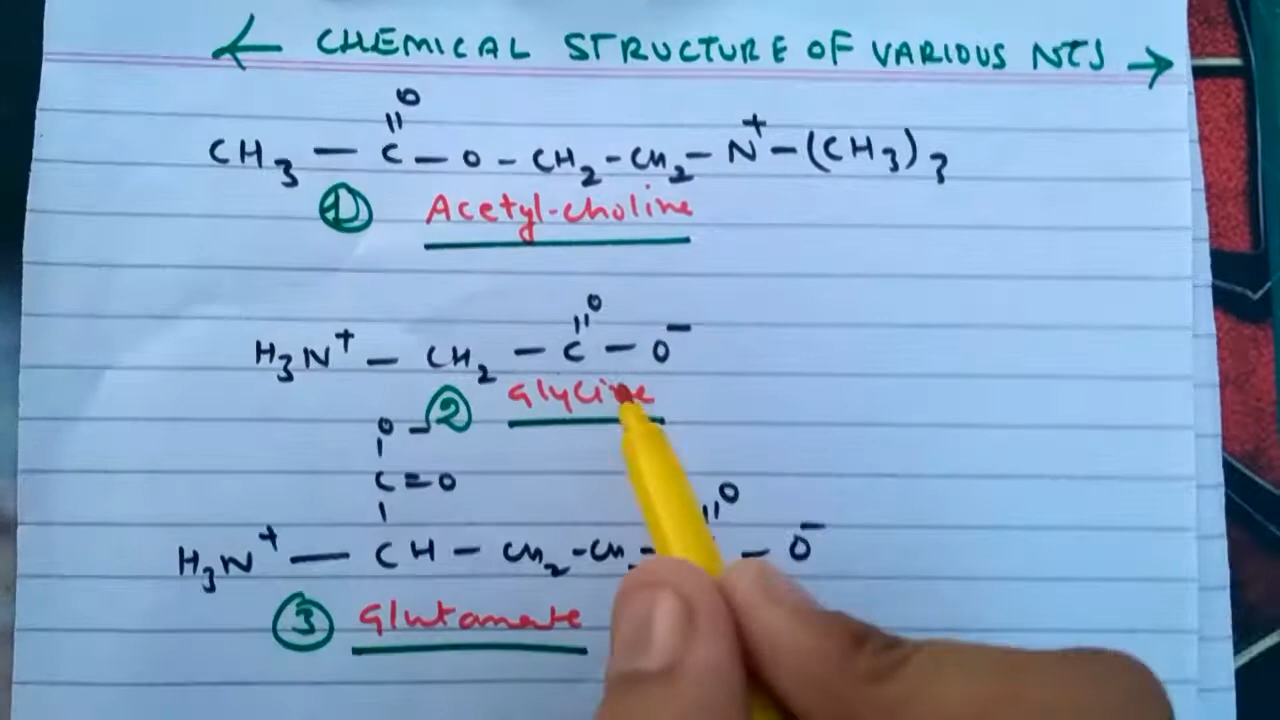 ← CHEMICAL STRUCTURE OF VARIOUS NTS →
O
||
CH3 — C — O - CH2 - CH2 - N+ - (CH3)3
① Acetyl-choline
O
||
H3N+ — CH2 — C — O-
② Glycine
O -
|
C = O
|
O
||
H3N+ — CH — CH2 - CH2 - — O-
③ Glutamate